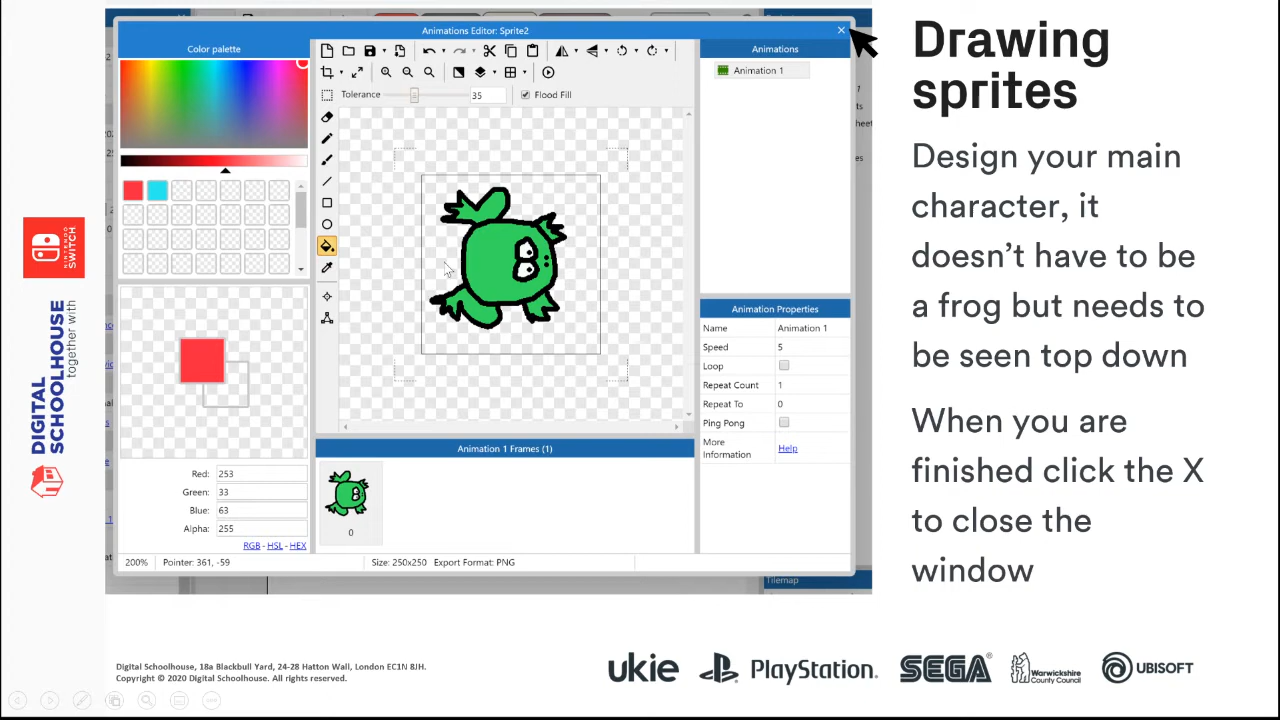 Animations Editor: Sprite2
Color palette
Animations
Animation 1
Tolerance
35
Flood Fill
Animation Properties
Name Animation 1
Speed 5
Loop
Repeat Count 1
Repeat To 0
Ping Pong
More Information Help
Animation 1 Frames (1)
0
Red: 253
Green: 33
Blue: 63
Alpha: 255
RGB - HSL - HEX
200% Pointer: 361, -59 Size: 250x250 Export Format: PNG
Tilemap
Drawing
sprites
Design your main
character, it
doesn’t have to be
a frog but needs to
be seen top down
When you are
finished click the X
to close the
window
NINTENDO
SWITCH
DIGITAL
SCHOOLHOUSE
together with
Digital Schoolhouse, 18a Blackbull Yard, 24-28 Hatton Wall, London EC1N 8JH.
Copyright © 2020 Digital Schoolhouse. All rights reserved.
ukie
PlayStation.
SEGA®
Warwickshire
County Council
UBISOFT